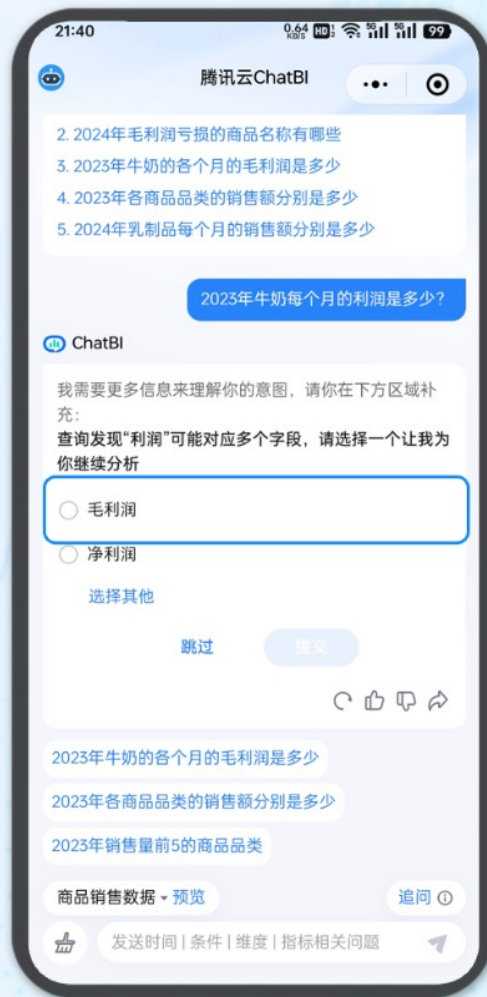 21:40
0.64 KB/S HD 5G 5G 99
腾讯云ChatBI
2. 2024年毛利润亏损的商品名称有哪些
3. 2023年牛奶的各个月的毛利润是多少
4. 2023年各商品品类的销售额分别是多少
5. 2024年乳制品每个月的销售额分别是多少
2023年牛奶每个月的利润是多少?
ChatBI
我需要更多信息来理解你的意图，请你在下方区域补
充：
查询发现“利润”可能对应多个字段，请选择一个让我为
你继续分析
毛利润
净利润
选择其他
跳过
提交
2023年牛奶的各个月的毛利润是多少
2023年各商品品类的销售额分别是多少
2023年销售量前5的商品品类
商品销售数据 预览
追问
发送时间 | 条件 | 维度 | 指标相关问题